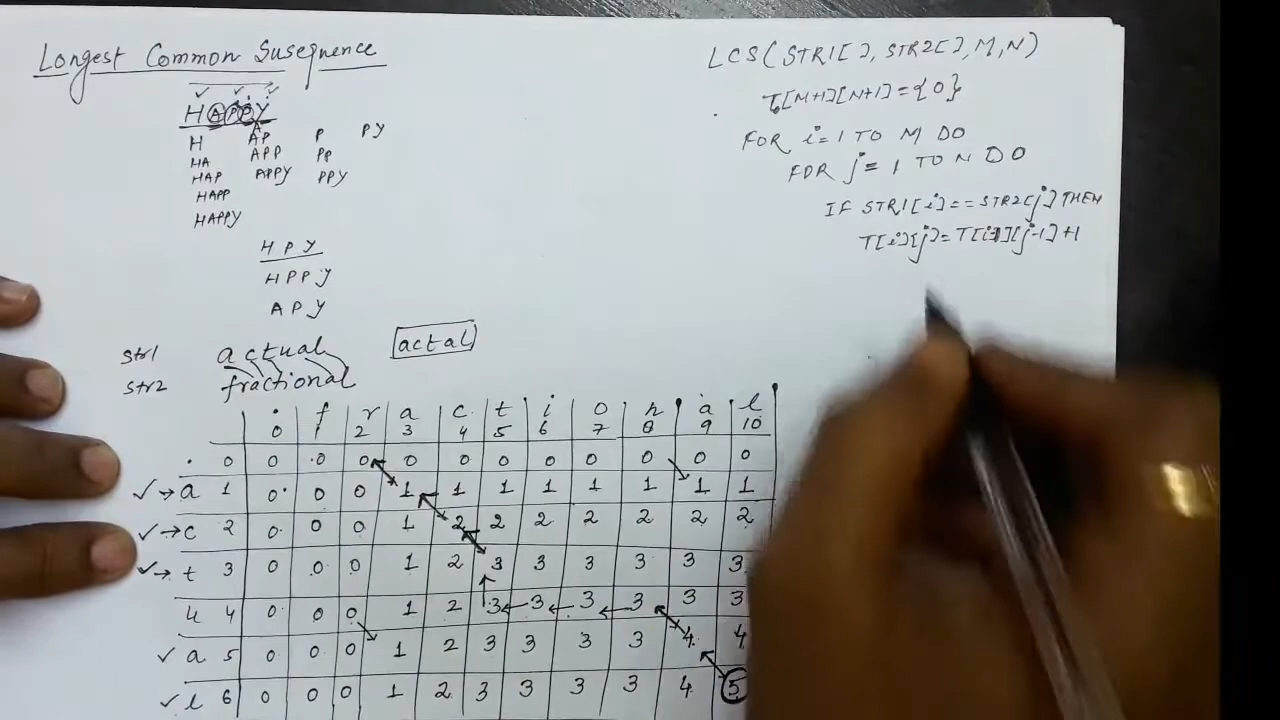 Longest Common Susequence
HAPPY
H AP P PY
HA APP PP
HAP APPY PPY
HAPP
HAPPY
HPY
HPPY
APY
str1 actual
actal
str2 fractional
LCS(STR1[], STR2[], M, N)
T[M+1][N+1]={0}
FOR i=1 TO M DO
FOR j=1 TO N DO
IF STR1[i]==STR2[j] THEN
T[i][j]=T[i-1][j-1]+1
. f r a c t i o n a l
0 1 2 3 4 5 6 7 8 9 10
. 0 0 0 0 0 0 0 0 0 0 0 0
→ a 1 0 0 0 1 1 1 1 1 1 1 1
→ c 2 0 0 0 1 2 2 2 2 2 2 2
→ t 3 0 0 0 1 2 3 3 3 3 3 3
u 4 0 0 0 1 2 3 3 3 3 3 3
✓ a 5 0 0 0 1 2 3 3 3 3 4 4
✓ l 6 0 0 0 1 2 3 3 3 3 4 5